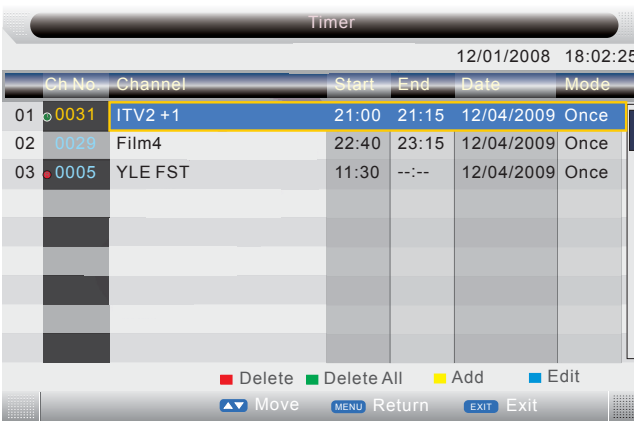 Timer
12/01/2008 18:02:25
Ch No. Channel Start End Date Mode
01 0031 ITV2 +1 21:00 21:15 12/04/2009 Once
02 0029 Film4 22:40 23:15 12/04/2009 Once
03 0005 YLE FST 11:30 --:-- 12/04/2009 Once
Delete Delete All Add Edit
Move MENU Return EXIT Exit